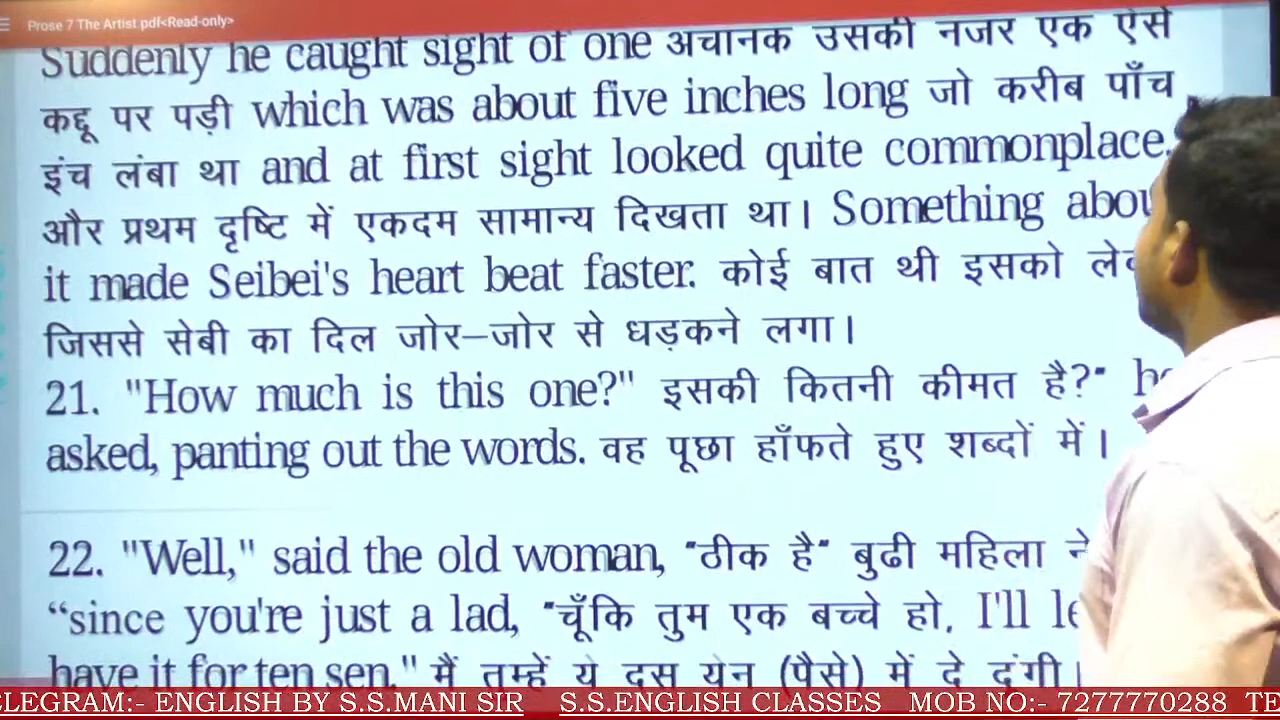 Prose 7 The Artist pdf<Read-only>
Suddenly he caught sight of one अचानक उसकी नजर एक ऐसे
कद्दू पर पड़ी which was about five inches long जो करीब पाँच
इंच लंबा था and at first sight looked quite commonplace.
और प्रथम दृष्टि में एकदम सामान्य दिखता था। Something
it made Seibei's heart beat faster. कोई बात थी इसको
जिससे सेबी का दिल जोर–जोर से धड़कने लगा।
21. "How much is this one?" इसकी कितनी कीमत है?"
asked, panting out the words. वह पूछा हाँफते हुए शब्दों में।
22. "Well," said the old woman, "ठीक है" बुढी महिला ने
“since you're just a lad, "चूँकि तुम एक बच्चे हो, I'll
have it for ten sen." मैं तुम्हें ये दस येन (पैसे) में दे दूंगी।
ELEGRAM:- ENGLISH BY S.S.MANI SIR S.S.ENGLISH CLASSES MOB NO:- 7277770288 TE